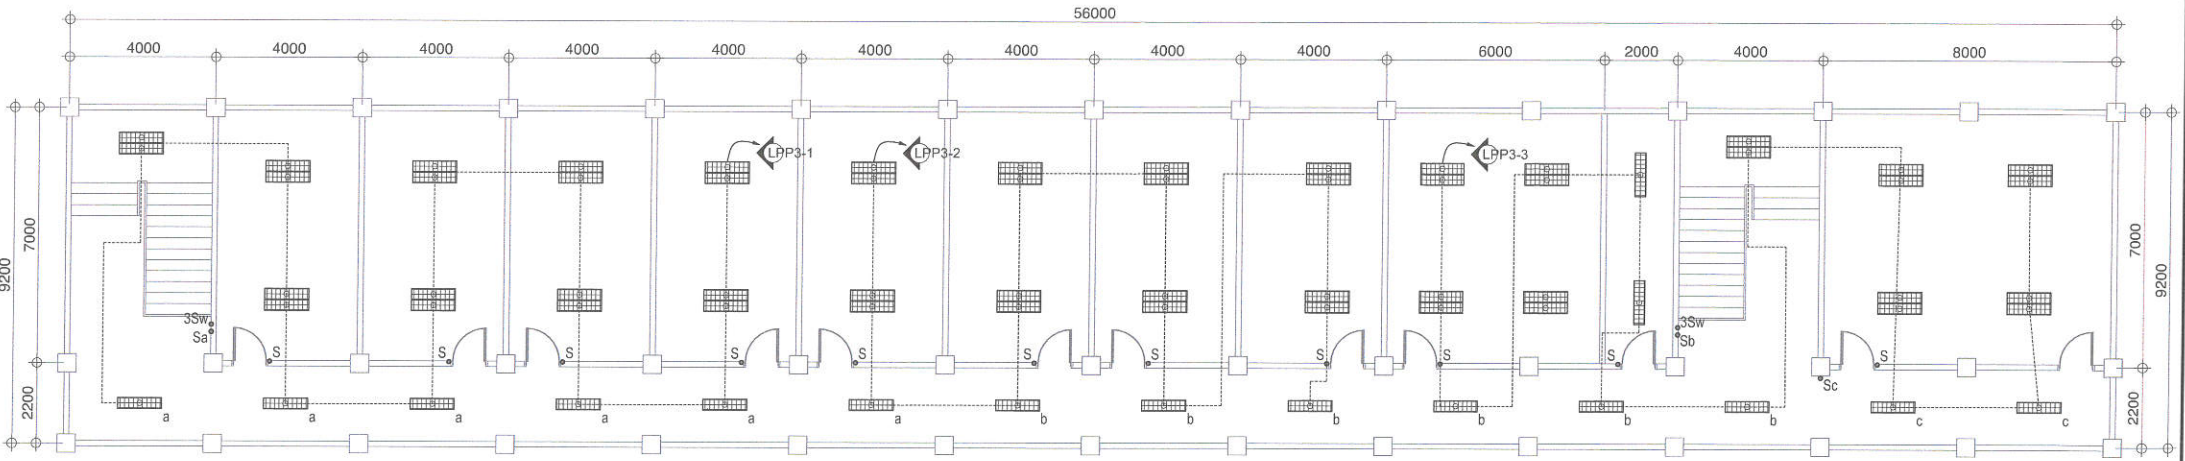 56000
4000 4000 4000 4000 4000 4000 4000 4000 4000 6000 2000 4000 8000
LPP3-1 LPP3-2 LPP3-3
7000 7000
9200 9200
3Sw 3Sw
Sa Sb
S S S S S S S S S S S
Sc
2200 2200
a a a a a a b b b b b b c c